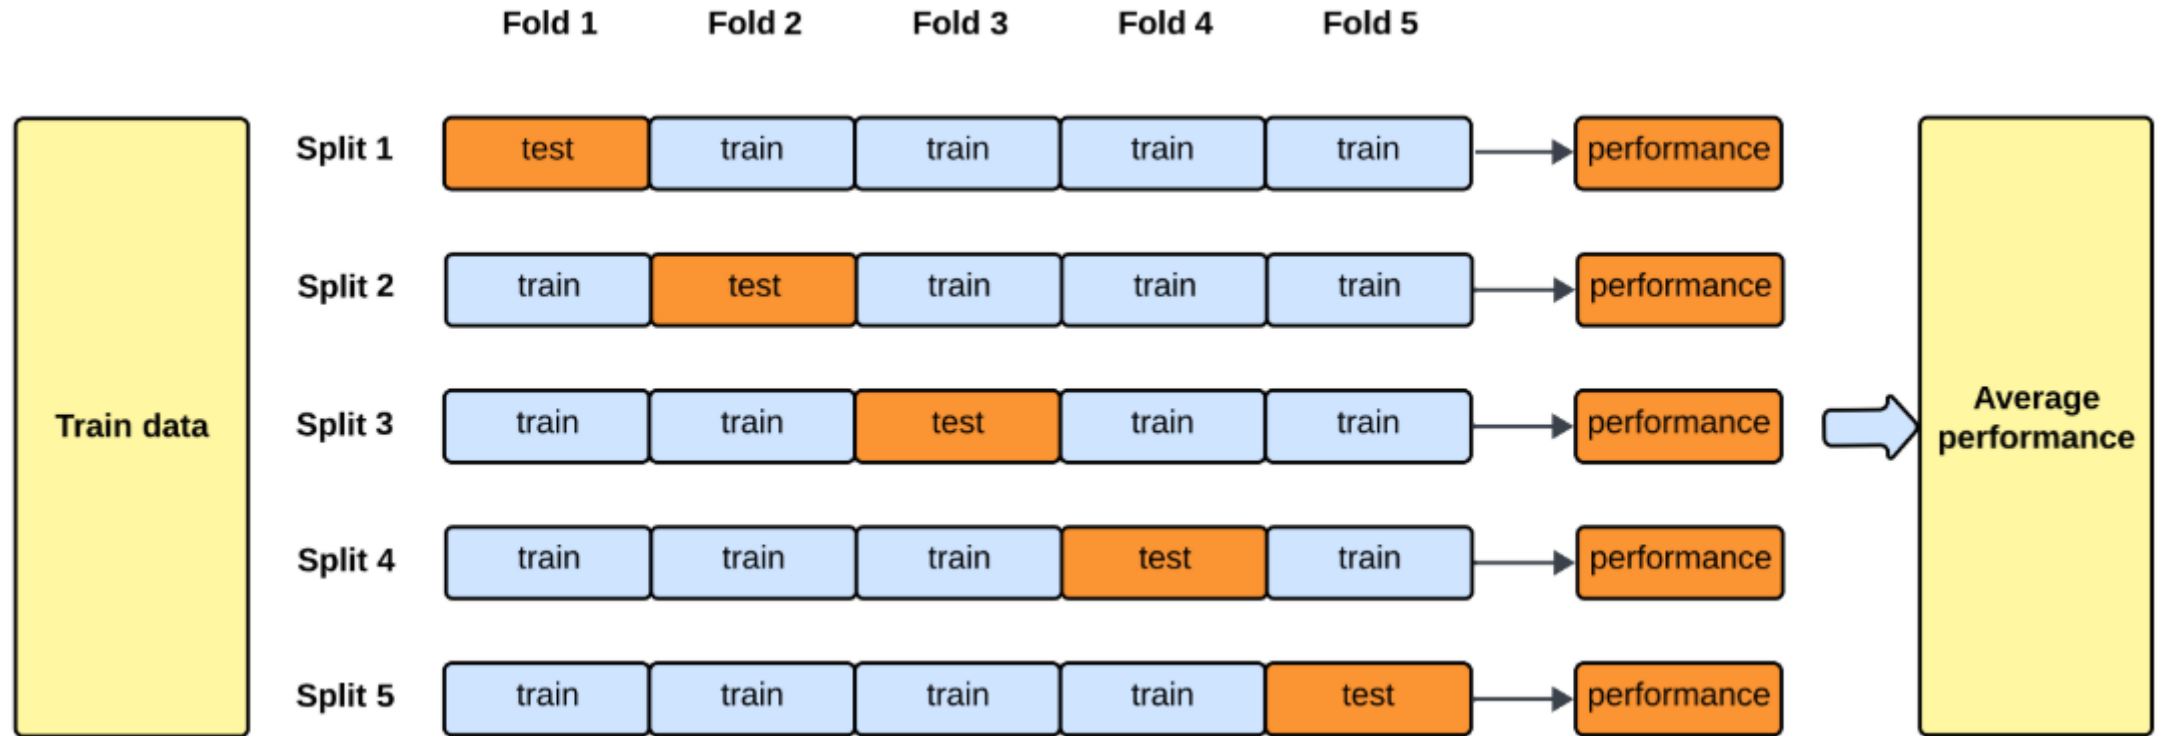 Fold 1 Fold 2 Fold 3 Fold 4 Fold 5
Split 1 test train train train train performance
Split 2 train test train train train performance
Train data
Split 3 train train test train train performance
Average
performance
Split 4 train train train test train performance
Split 5 train train train train test performance